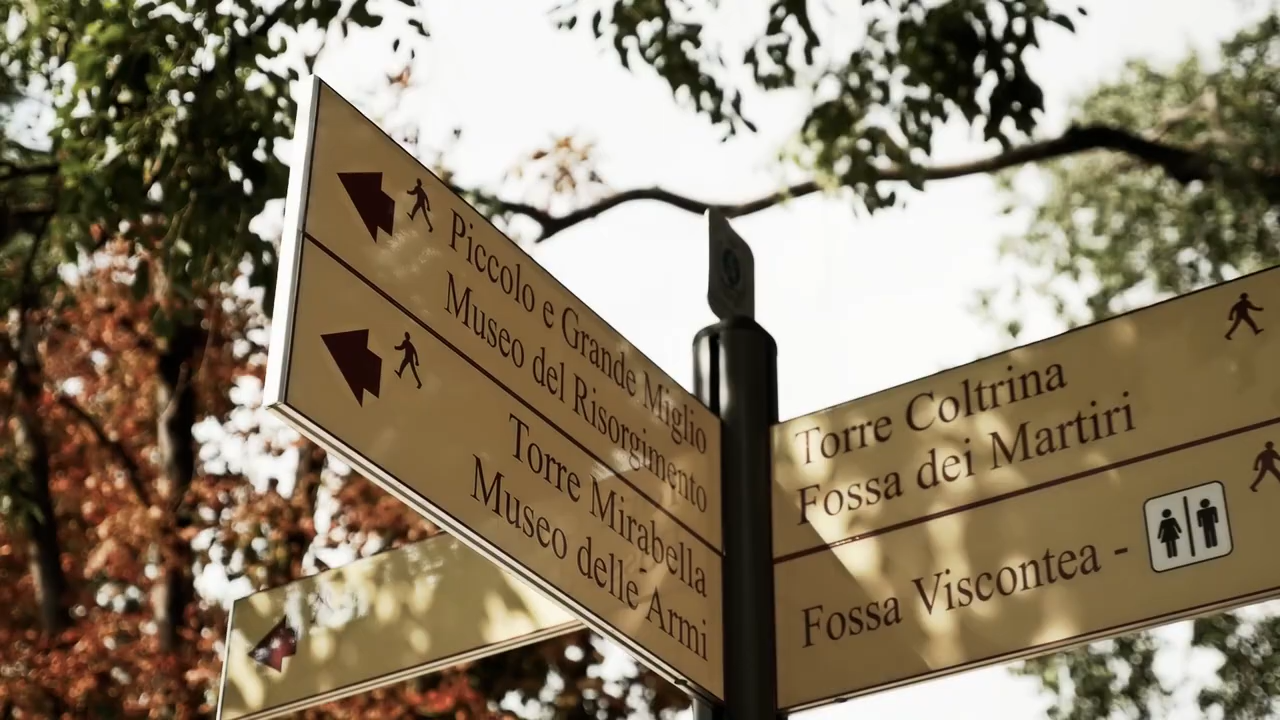 Piccolo e Grande Miglio
Museo del Risorgimento
Torre Mirabella
Museo delle Armi
Torre Coltrina
Fossa dei Martiri
Fossa Viscontea -